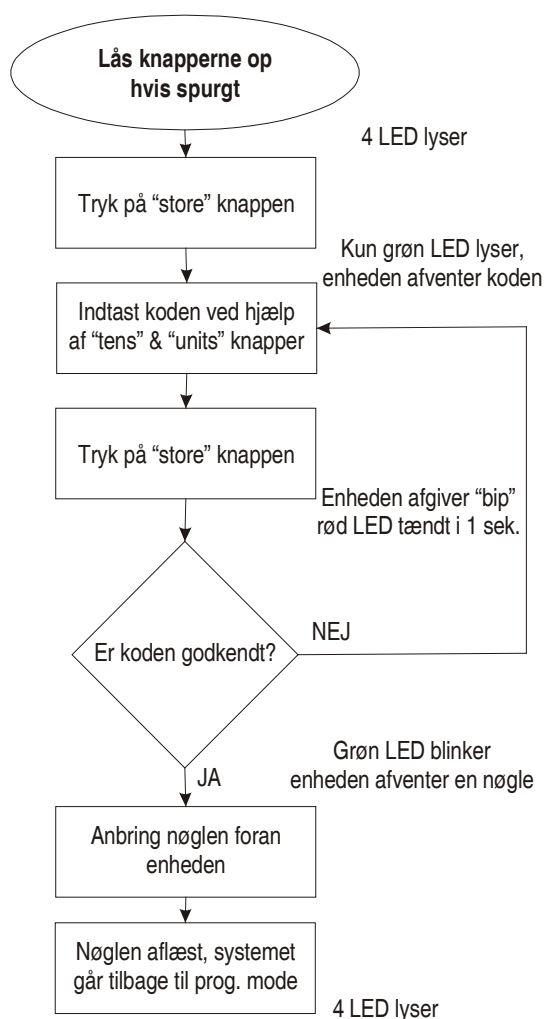 Lås knapperne op
hvis spurgt
4 LED lyser
Tryk på “store” knappen
Kun grøn LED lyser,
enheden afventer koden
Indtast koden ved hjælp
af “tens” & “units” knapper
Tryk på “store” knappen
Enheden afgiver “bip”
rød LED tændt i 1 sek.
Er koden godkendt?
NEJ
JA
Grøn LED blinker
enheden afventer en nøgle
Anbring nøglen foran
enheden
Nøglen aflæst, systemet
går tilbage til prog. mode
4 LED lyser